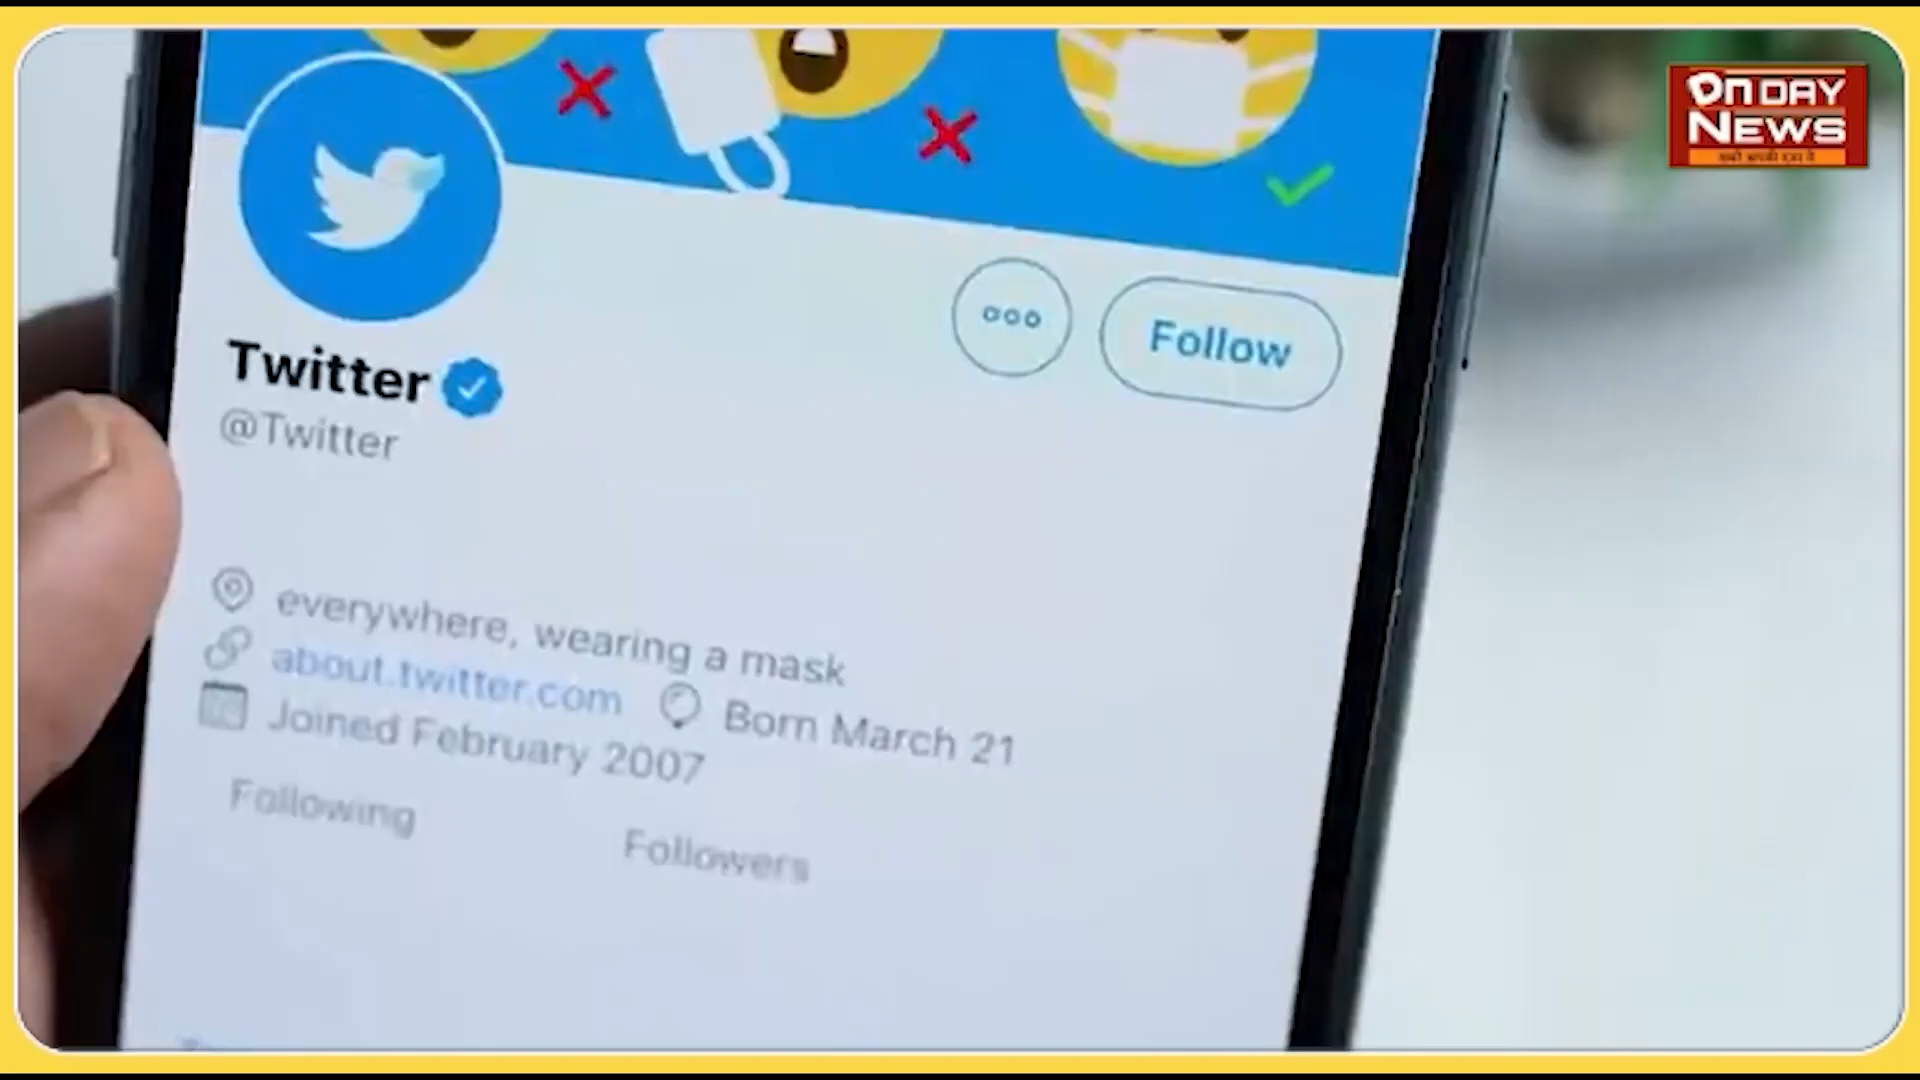 On DAY
NEWS
Follow
Twitter
@Twitter
everywhere, wearing a mask
about.twitter.com Born March 21
Joined February 2007
Following
Followers